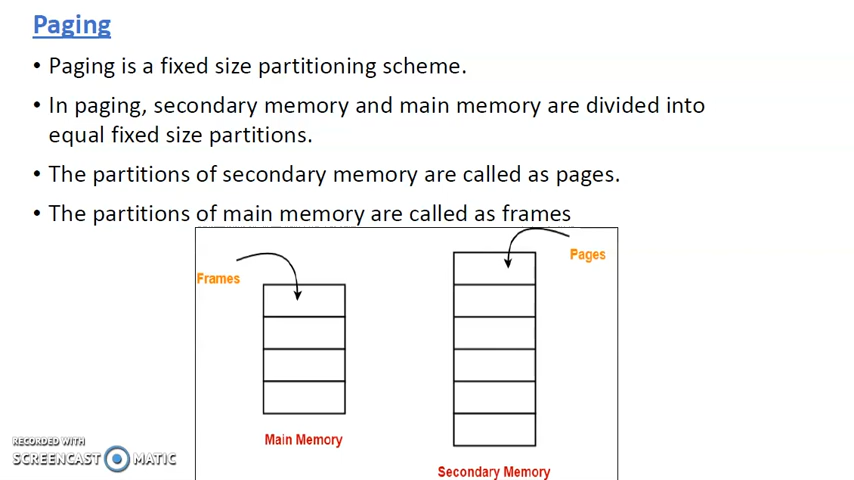 Paging
• Paging is a fixed size partitioning scheme.
• In paging, secondary memory and main memory are divided into
equal fixed size partitions.
• The partitions of secondary memory are called as pages.
• The partitions of main memory are called as frames
Pages
Frames
Main Memory
Secondary Memory
RECORDED WITH
SCREENCAST MATIC